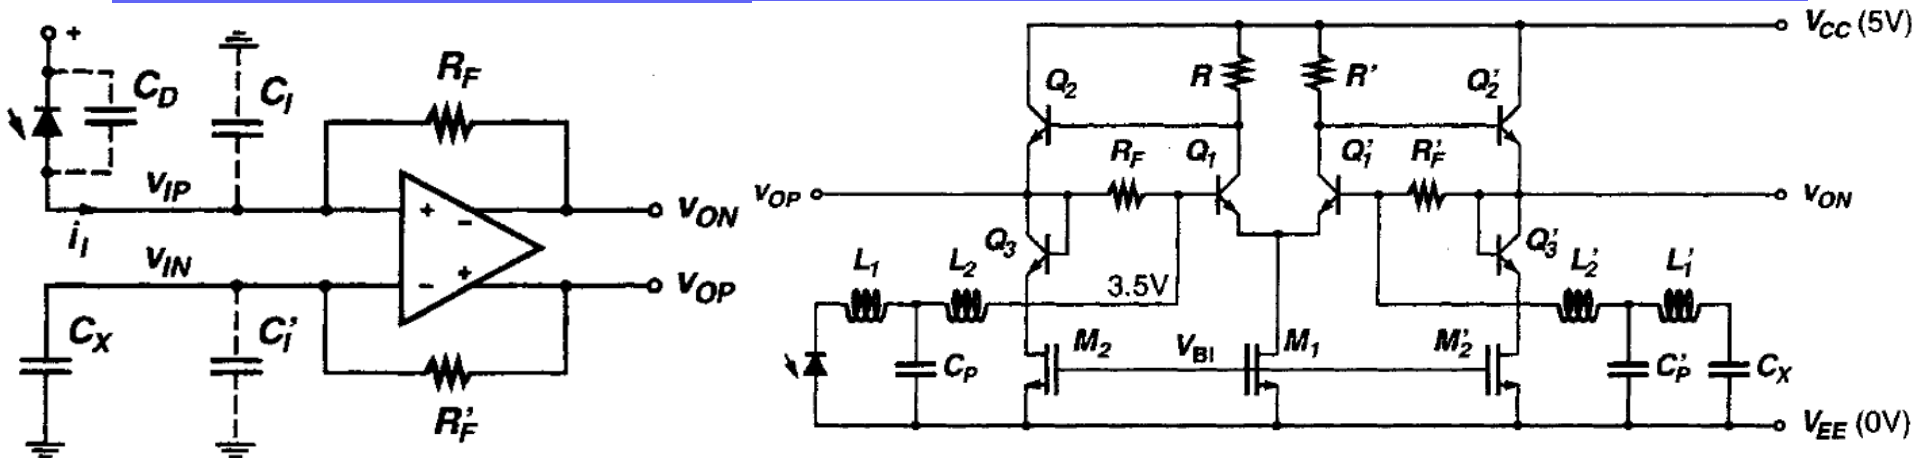 +
C_D
C_I
R_F
v_IP
i_I
+
-
v_ON
v_IN
-
+
v_OP
C_X
C'_I
R'_F
V_CC (5V)
Q_2
R
R'
Q'_2
R_F
Q_1
Q'_1
R'_F
v_OP
v_ON
Q_3
Q'_3
L_1
L_2
3.5V
L'_2
L'_1
M_2
V_BI
M_1
M'_2
C_P
C'_P
C_X
V_EE (0V)